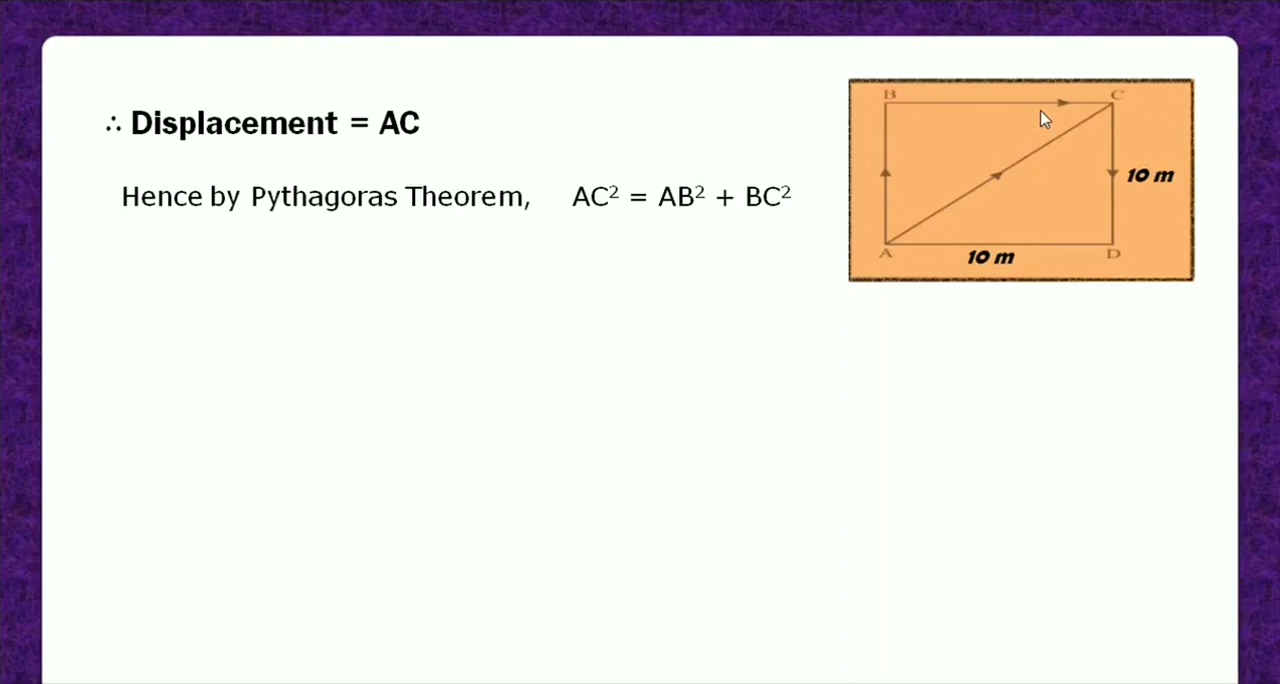 ∴ Displacement = AC
Hence by Pythagoras Theorem, AC² = AB² + BC²
B C
10 m
A D
10 m